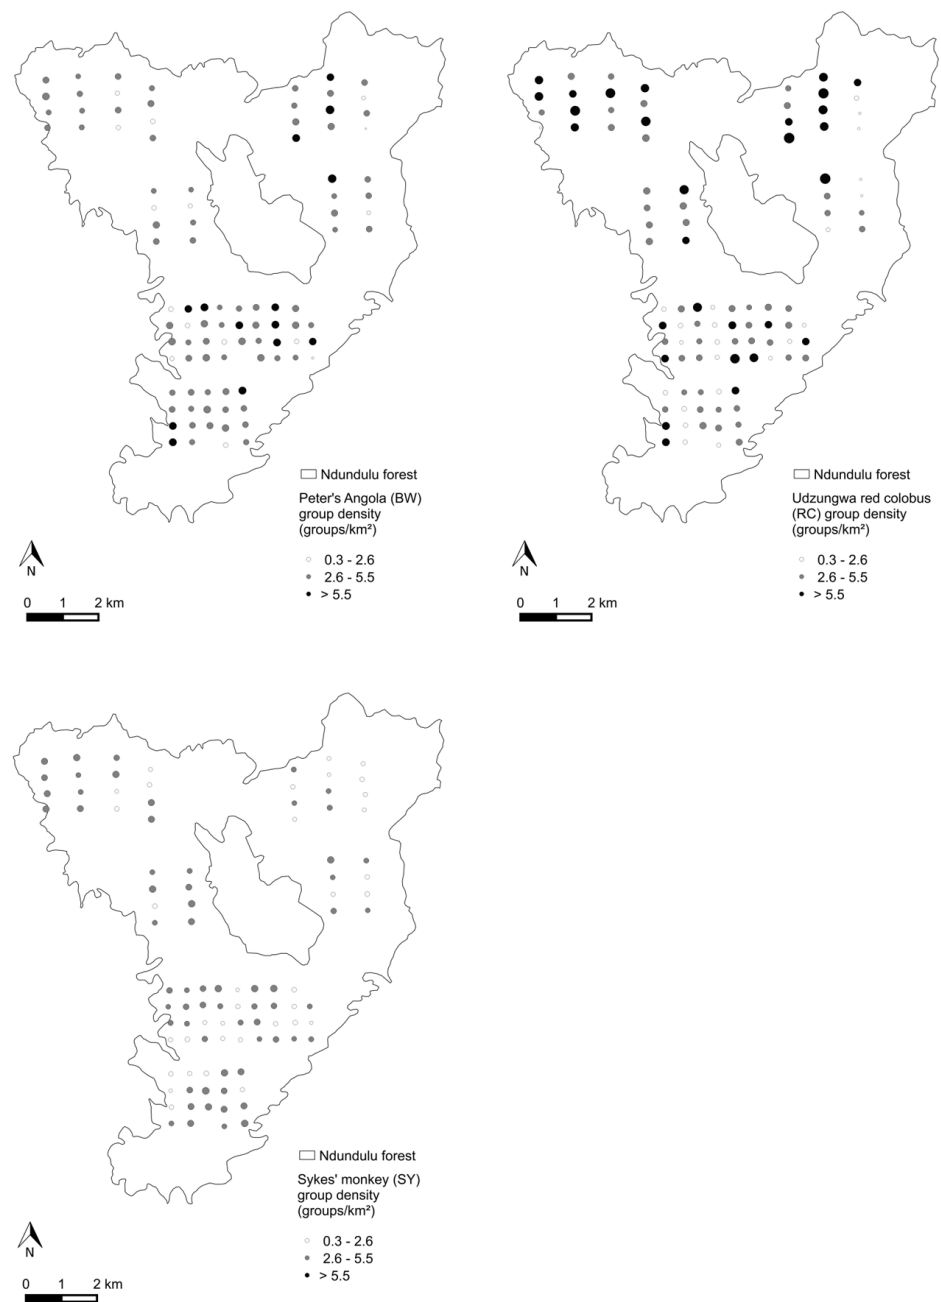 Ndundulu forest
Peter's Angola (BW)
group density
(groups/km²)
0.3 - 2.6
2.6 - 5.5
> 5.5
N
0 1 2 km
Ndundulu forest
Udzungwa red colobus
(RC) group density
(groups/km²)
0.3 - 2.6
2.6 - 5.5
> 5.5
N
0 1 2 km
Ndundulu forest
Sykes' monkey (SY)
group density
(groups/km²)
0.3 - 2.6
2.6 - 5.5
> 5.5
N
0 1 2 km